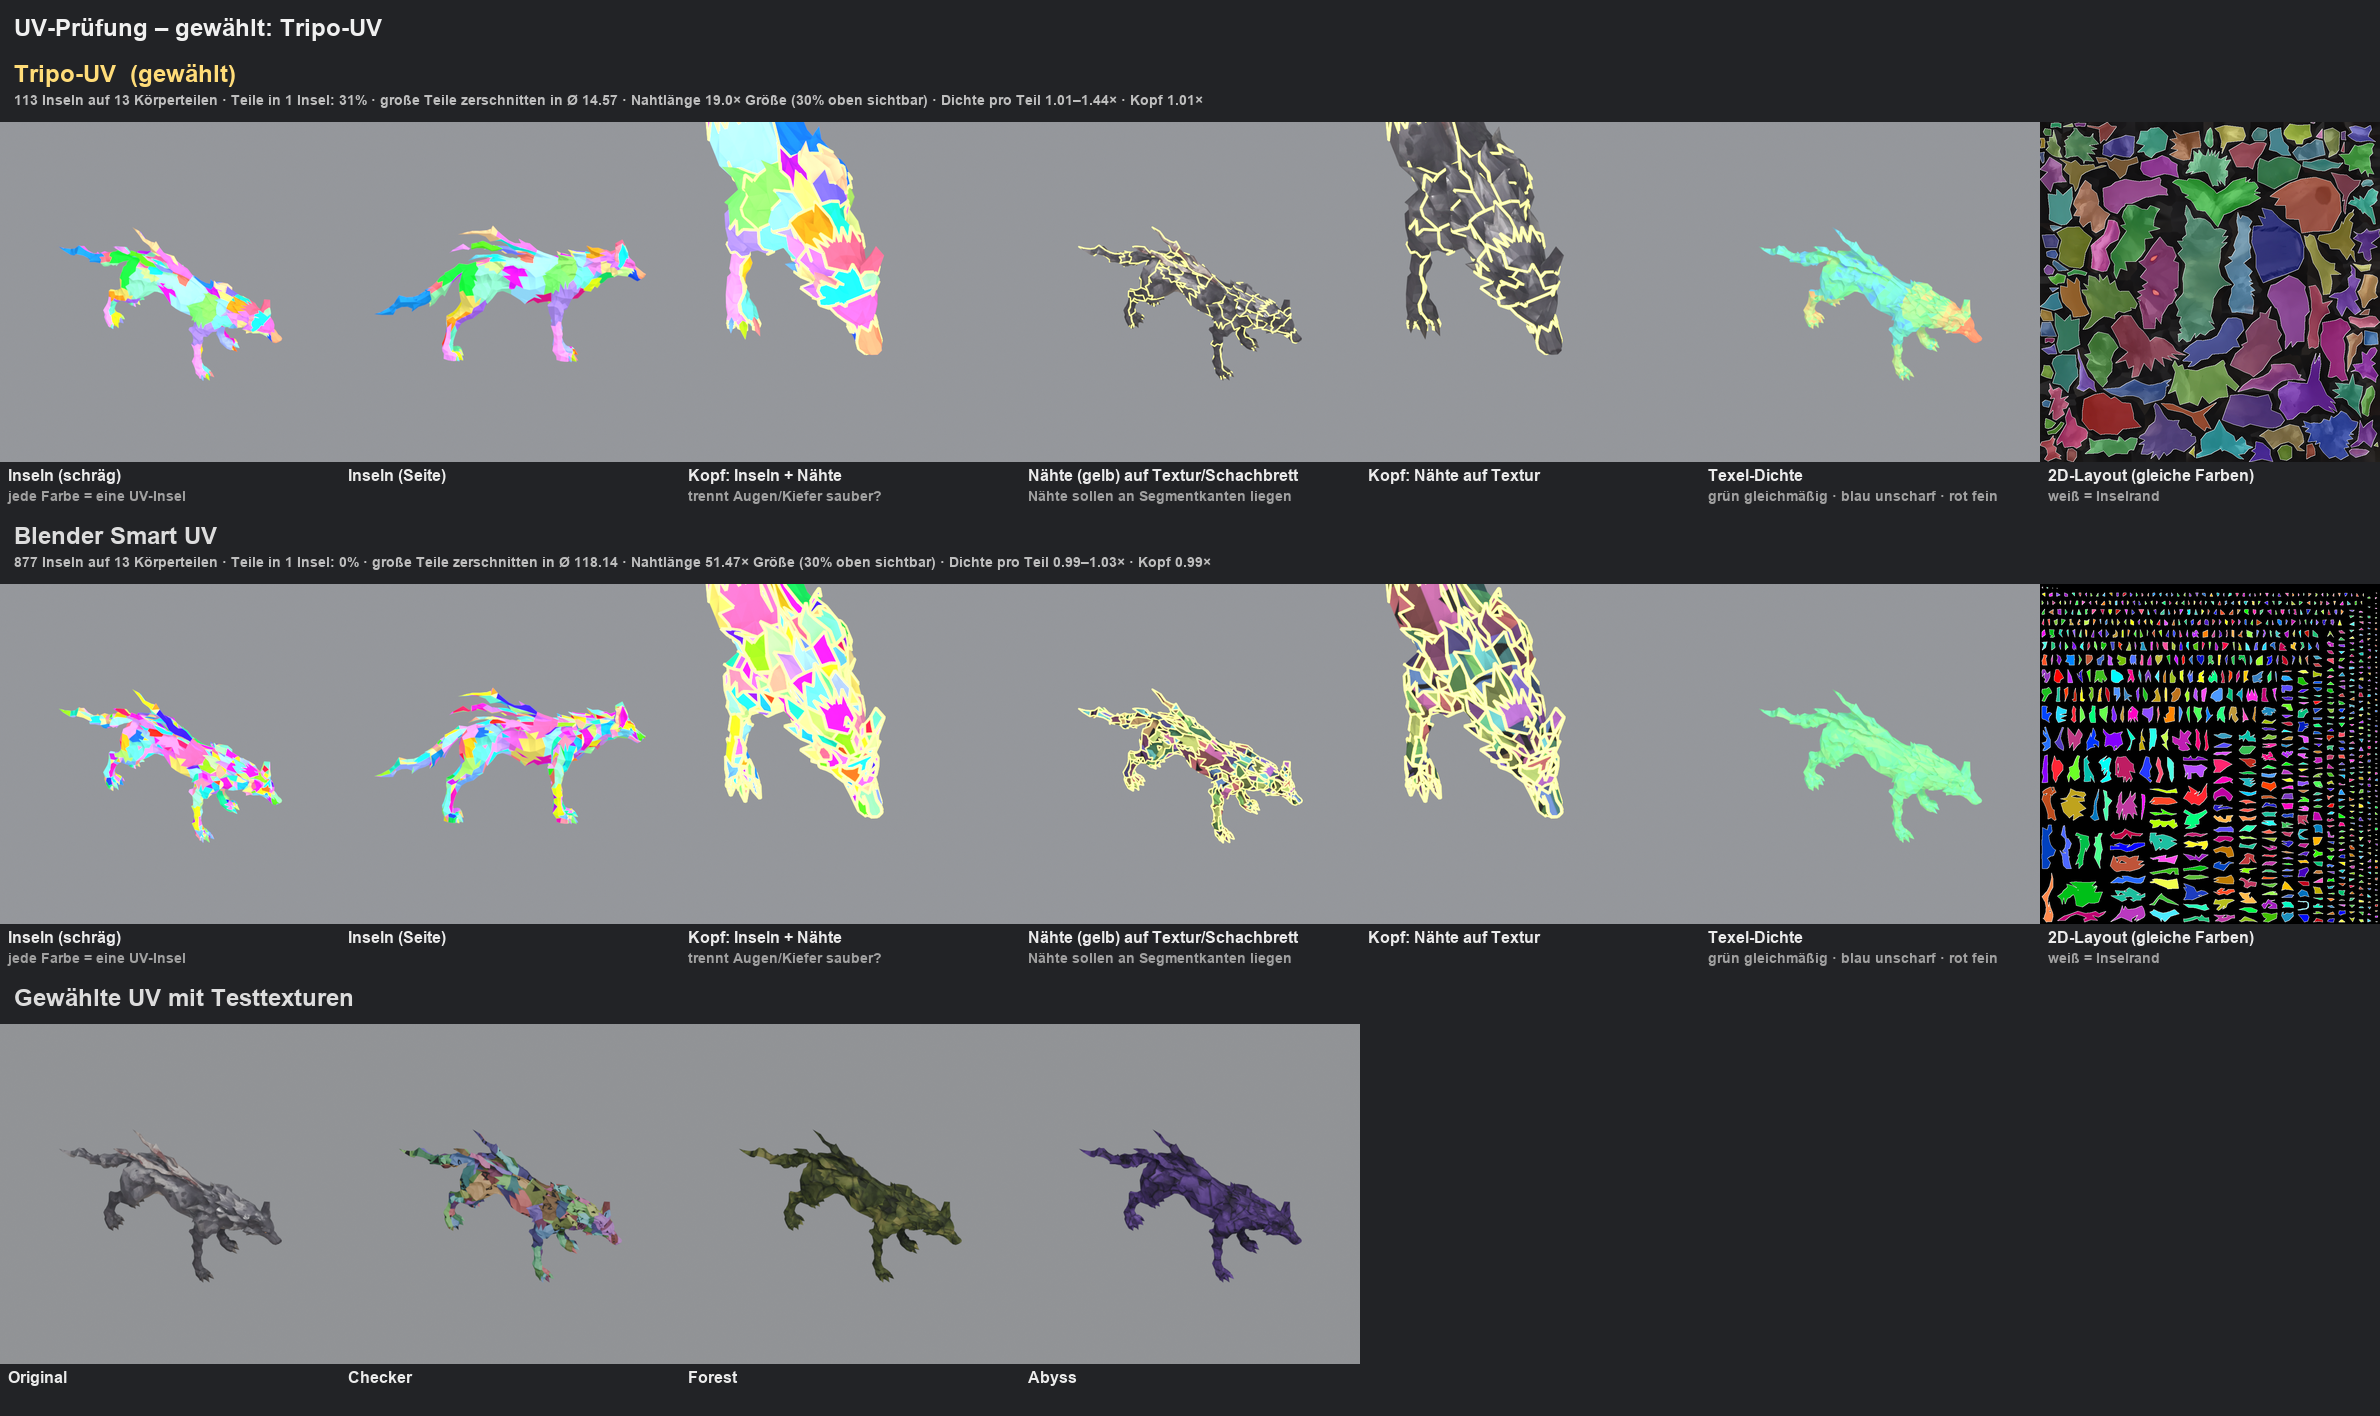 UV-Prüfung – gewählt: Tripo-UV
Tripo-UV (gewählt)
113 Inseln auf 13 Körperteilen · Teile in 1 Insel: 31% · große Teile zerschnitten in Ø 14.57 · Nahtlänge 19.0× Größe (30% oben sichtbar) · Dichte pro Teil 1.01–1.44× · Kopf 1.01×
Inseln (schräg)
jede Farbe = eine UV-Insel
Inseln (Seite)
Kopf: Inseln + Nähte
trennt Augen/Kiefer sauber?
Nähte (gelb) auf Textur/Schachbrett
Nähte sollen an Segmentkanten liegen
Kopf: Nähte auf Textur
Texel-Dichte
grün gleichmäßig · blau unscharf · rot fein
2D-Layout (gleiche Farben)
weiß = Inselrand
Blender Smart UV
877 Inseln auf 13 Körperteilen · Teile in 1 Insel: 0% · große Teile zerschnitten in Ø 118.14 · Nahtlänge 51.47× Größe (30% oben sichtbar) · Dichte pro Teil 0.99–1.03× · Kopf 0.99×
Inseln (schräg)
jede Farbe = eine UV-Insel
Inseln (Seite)
Kopf: Inseln + Nähte
trennt Augen/Kiefer sauber?
Nähte (gelb) auf Textur/Schachbrett
Nähte sollen an Segmentkanten liegen
Kopf: Nähte auf Textur
Texel-Dichte
grün gleichmäßig · blau unscharf · rot fein
2D-Layout (gleiche Farben)
weiß = Inselrand
Gewählte UV mit Testtexturen
Original
Checker
Forest
Abyss